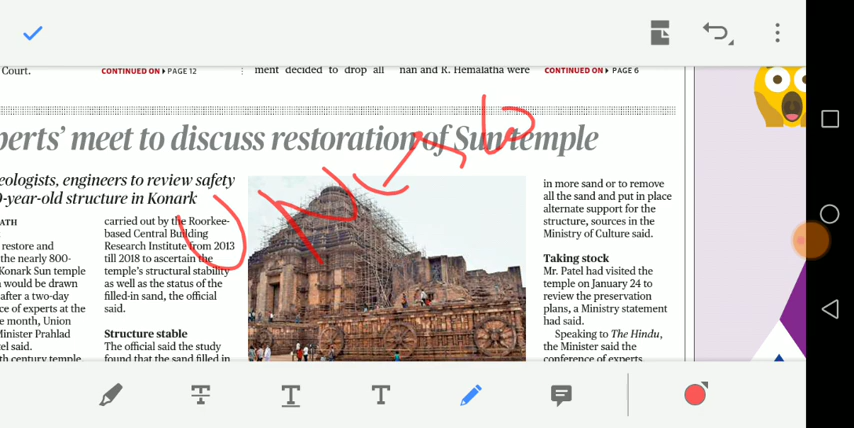 Court.
CONTINUED ON ▸ PAGE 12
ment decided to drop all
nan and R. Hemalatha were
CONTINUED ON ▸ PAGE 6
perts’ meet to discuss restoration of Sun temple
eologists, engineers to review safety
0-year-old structure in Konark
ATH
restore and
the nearly 800-
Konark Sun temple
would be drawn
after a two-day
ce of experts at the
e month, Union
Minister Prahlad
tel said.
th century temple
carried out by the Roorkee-
based Central Building
Research Institute from 2013
till 2018 to ascertain the
temple’s structural stability
as well as the status of the
filled-in sand, the official
said.
Structure stable
The official said the study
found that the sand filled in
in more sand or to remove
all the sand and put in place
alternate support for the
structure, sources in the
Ministry of Culture said.
Taking stock
Mr. Patel had visited the
temple on January 24 to
review the preservation
plans, a Ministry statement
had said.
Speaking to The Hindu,
the Minister said the
conference of experts